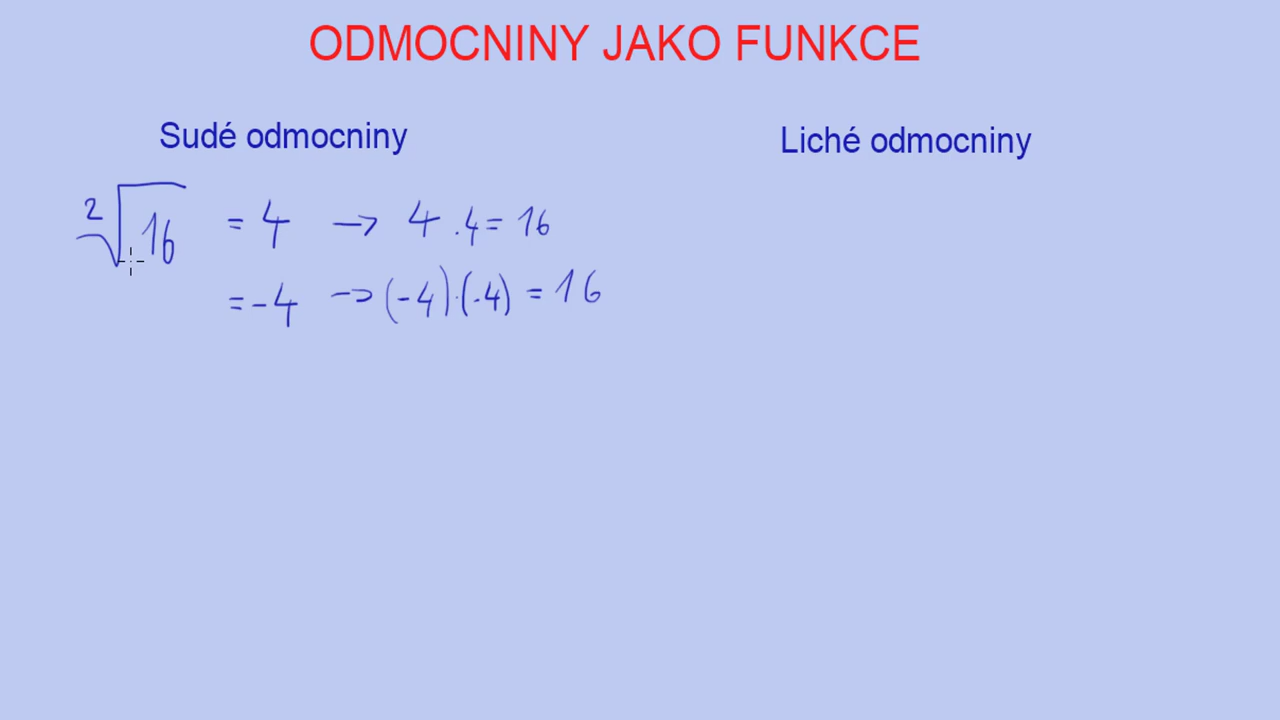 ODMOCNINY JAKO FUNKCE
Sudé odmocniny
²√16 = 4 → 4 . 4 = 16
= -4 → (-4)·(-4) = 16
Liché odmocniny